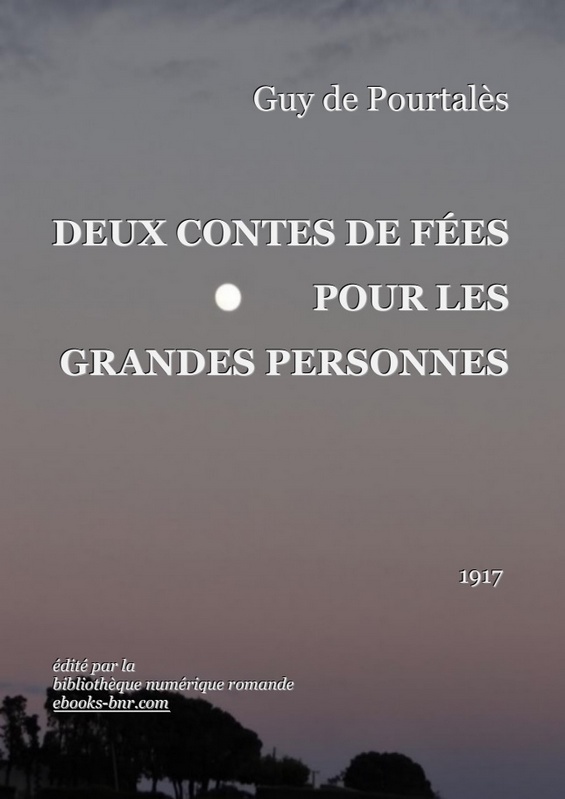 Guy de Pourtalès
DEUX CONTES DE FÉES
POUR LES
GRANDES PERSONNES
1917
édité par la
bibliothèque numérique romande
ebooks-bnr.com